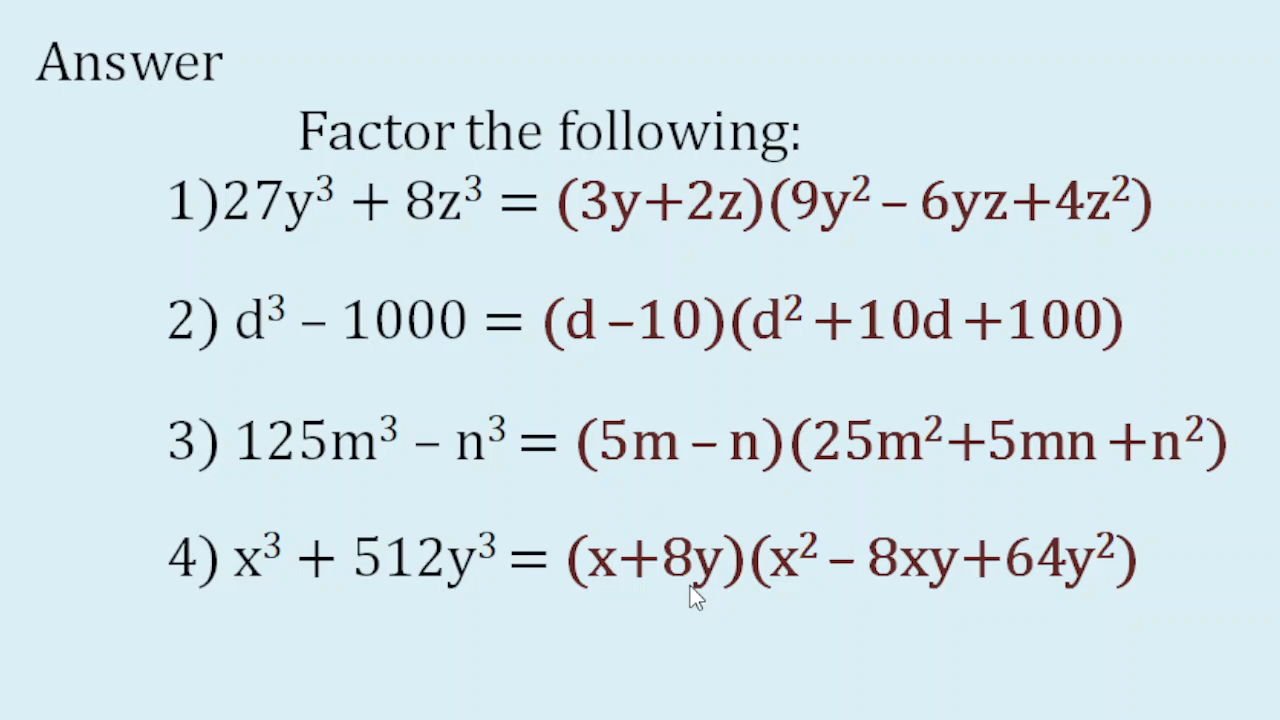 Answer
Factor the following:
1)27y³ + 8z³ = (3y+2z)(9y² – 6yz+4z²)
2) d³ – 1000 = (d –10)(d² +10d +100)
3) 125m³ – n³ = (5m – n)(25m²+5mn +n²)
4) x³ + 512y³ = (x+8y)(x² – 8xy+64y²)